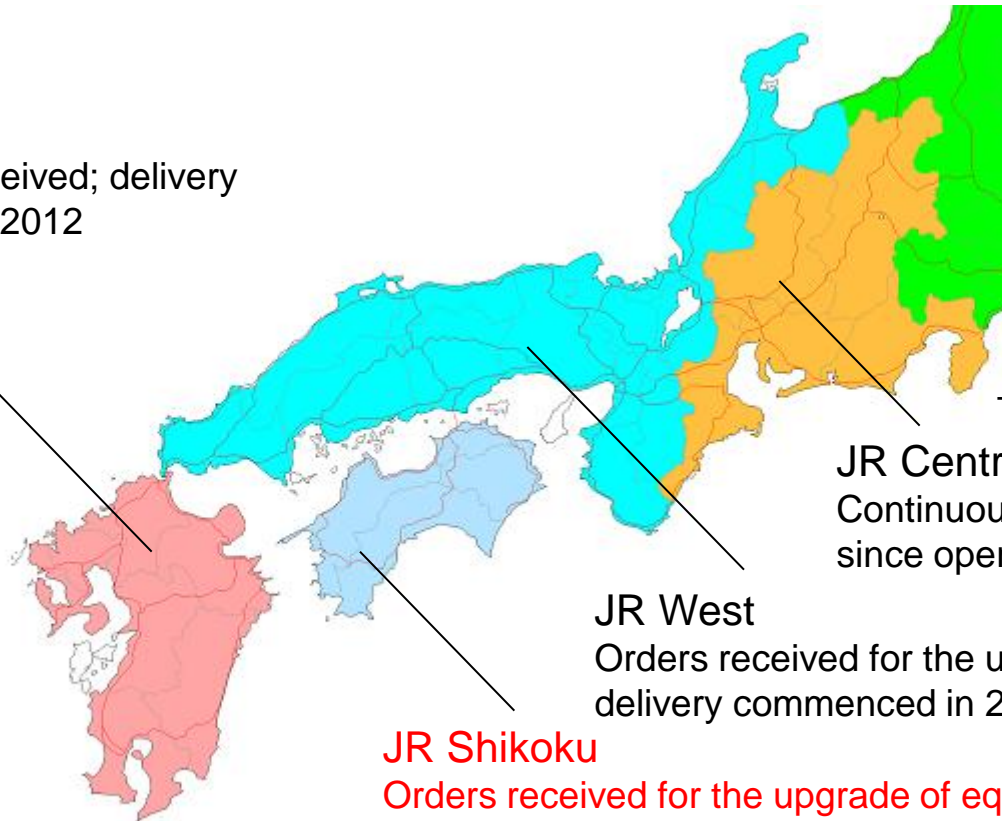 eived; delivery
2012
JR Centr
Continuou
since oper
JR West
Orders received for the u
delivery commenced in 2
JR Shikoku
Orders received for the upgrade of eq